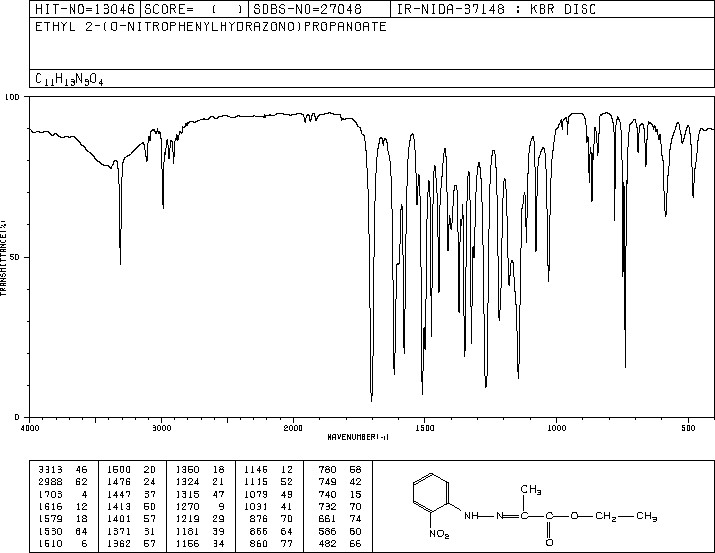 HIT-NO=13046 SCORE= ( ) SDBS-NO=27048 IR-NIDA-37148 : KBR DISC
ETHYL 2-(O-NITROPHENYLHYDRAZONO)PROPANOATE
C11H13N3O4
100
TRANSMITTANCE(%)
50
0
4000 3000 2000 1500 1000 500
WAVENUMBER(-1)
3313 46 1500 20 1350 18 1146 12 780 58
2988 62 1476 24 1324 21 1115 52 749 42
1703 4 1447 37 1315 47 1079 49 740 15
1616 12 1413 50 1270 9 1031 41 732 70
1579 18 1401 57 1219 29 876 70 661 74
1530 64 1371 31 1181 39 866 64 586 60
1510 6 1362 57 1156 34 860 77 482 66
CH3
NH—N=C—C—O—CH2—CH3
NO2
O